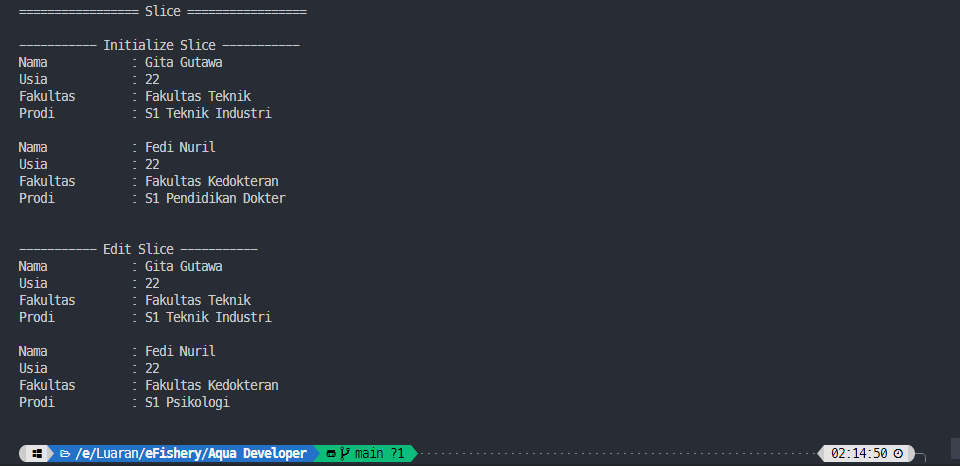 ================= Slice =================
----------- Initialize Slice -----------
Nama : Gita Gutawa
Usia : 22
Fakultas : Fakultas Teknik
Prodi : S1 Teknik Industri
Nama : Fedi Nuril
Usia : 22
Fakultas : Fakultas Kedokteran
Prodi : S1 Pendidikan Dokter
----------- Edit Slice -----------
Nama : Gita Gutawa
Usia : 22
Fakultas : Fakultas Teknik
Prodi : S1 Teknik Industri
Nama : Fedi Nuril
Usia : 22
Fakultas : Fakultas Kedokteran
Prodi : S1 Psikologi
/e/Luaran/eFishery/Aqua Developer main ?1 02:14:50